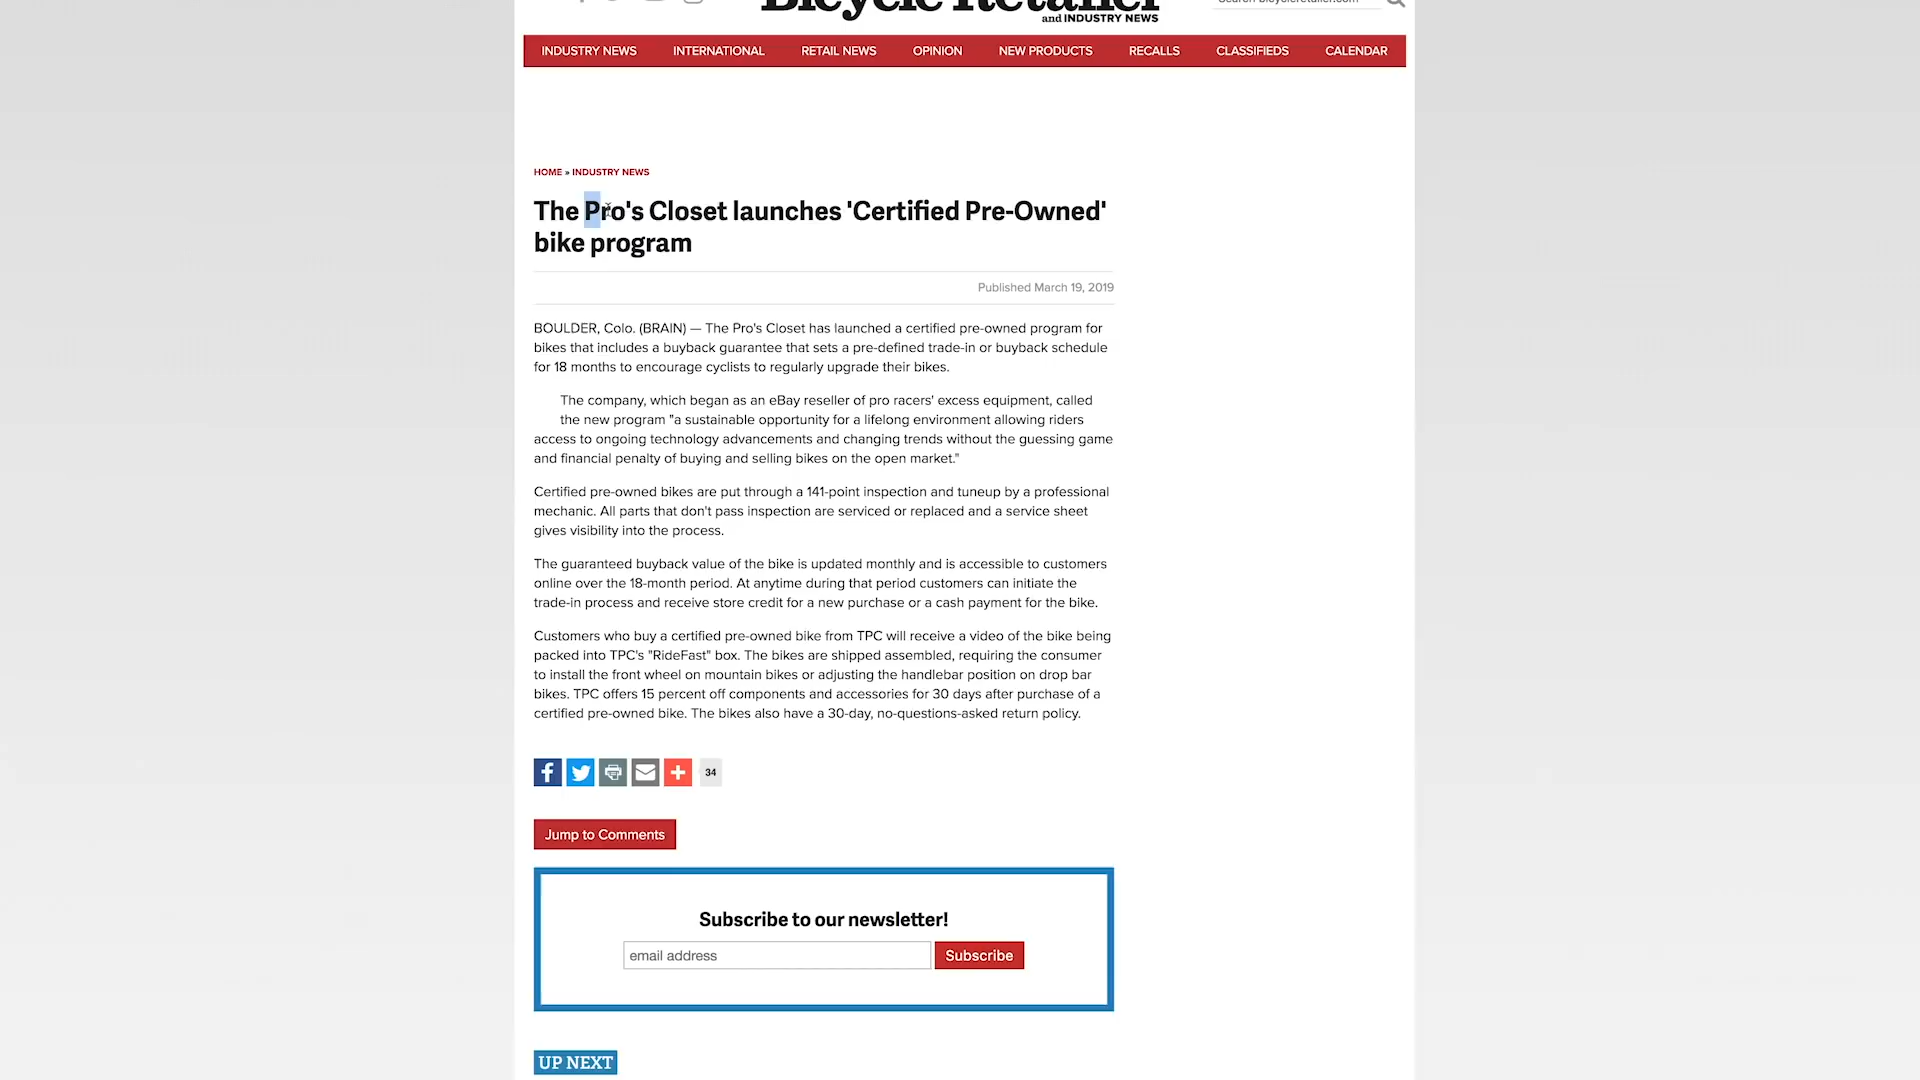 Bicycle Retailer
and INDUSTRY NEWS
Search bicycleretailer.com
INDUSTRY NEWS INTERNATIONAL RETAIL NEWS OPINION NEW PRODUCTS RECALLS CLASSIFIEDS CALENDAR
HOME » INDUSTRY NEWS
The Pro's Closet launches 'Certified Pre-Owned'
bike program
Published March 19, 2019
BOULDER, Colo. (BRAIN) — The Pro's Closet has launched a certified pre-owned program for
bikes that includes a buyback guarantee that sets a pre-defined trade-in or buyback schedule
for 18 months to encourage cyclists to regularly upgrade their bikes.
The company, which began as an eBay reseller of pro racers' excess equipment, called
the new program "a sustainable opportunity for a lifelong environment allowing riders
access to ongoing technology advancements and changing trends without the guessing game
and financial penalty of buying and selling bikes on the open market."
Certified pre-owned bikes are put through a 141-point inspection and tuneup by a professional
mechanic. All parts that don't pass inspection are serviced or replaced and a service sheet
gives visibility into the process.
The guaranteed buyback value of the bike is updated monthly and is accessible to customers
online over the 18-month period. At anytime during that period customers can initiate the
trade-in process and receive store credit for a new purchase or a cash payment for the bike.
Customers who buy a certified pre-owned bike from TPC will receive a video of the bike being
packed into TPC's "RideFast" box. The bikes are shipped assembled, requiring the consumer
to install the front wheel on mountain bikes or adjusting the handlebar position on drop bar
bikes. TPC offers 15 percent off components and accessories for 30 days after purchase of a
certified pre-owned bike. The bikes also have a 30-day, no-questions-asked return policy.
34
Jump to Comments
Subscribe to our newsletter!
email address Subscribe
UP NEXT